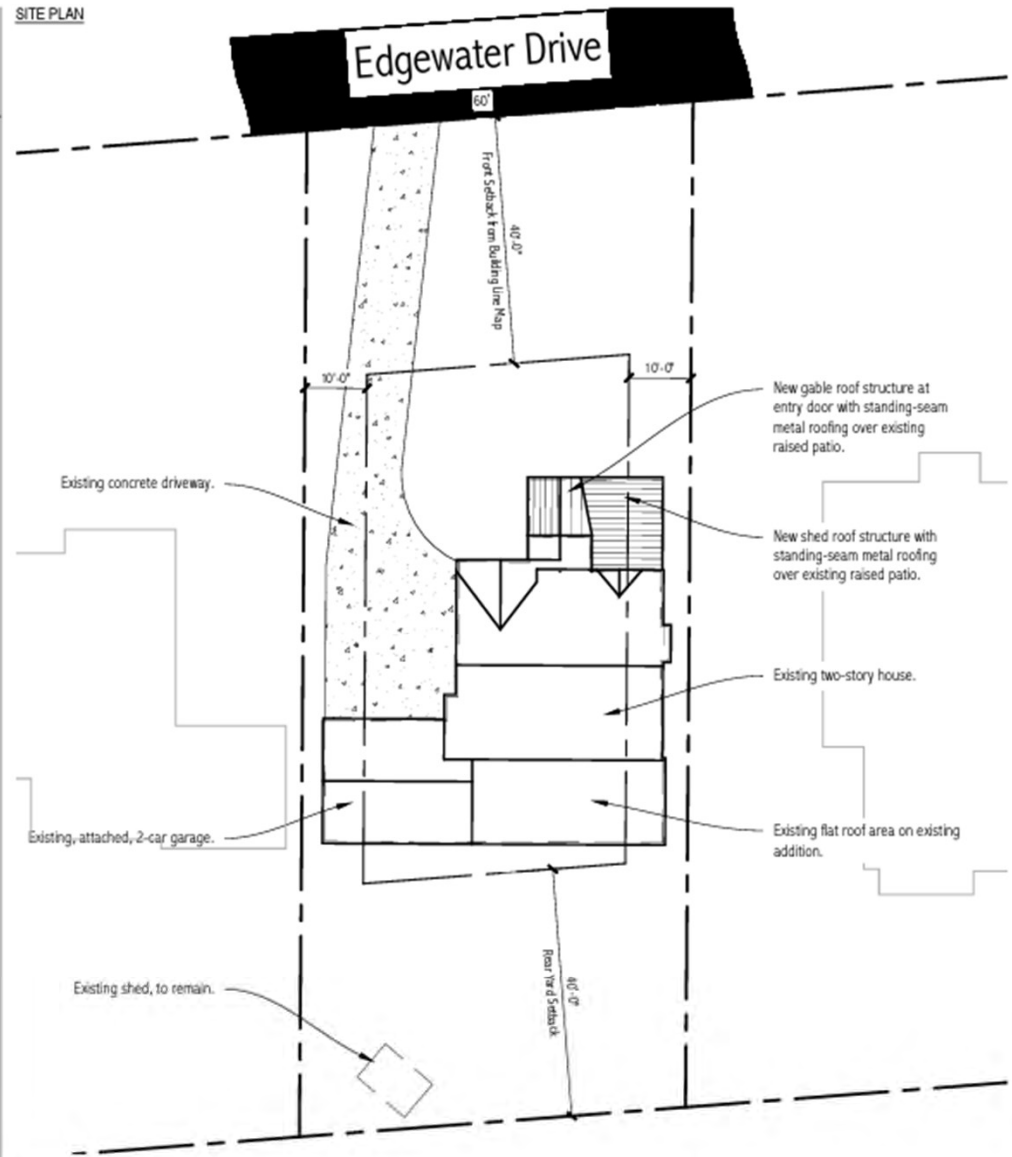 SITE PLAN
Edgewater Drive
60'
Front Setback from Building Line Map
40'-0"
10'-0"
10'-0"
New gable roof structure at
entry door with standing-seam
metal roofing over existing
raised patio.
Existing concrete driveway.
New shed roof structure with
standing-seam metal roofing
over existing raised patio.
Existing two-story house.
Existing, attached, 2-car garage.
Existing flat roof area on existing
addition.
Existing shed, to remain.
Rear Yard Setback
40'-0"